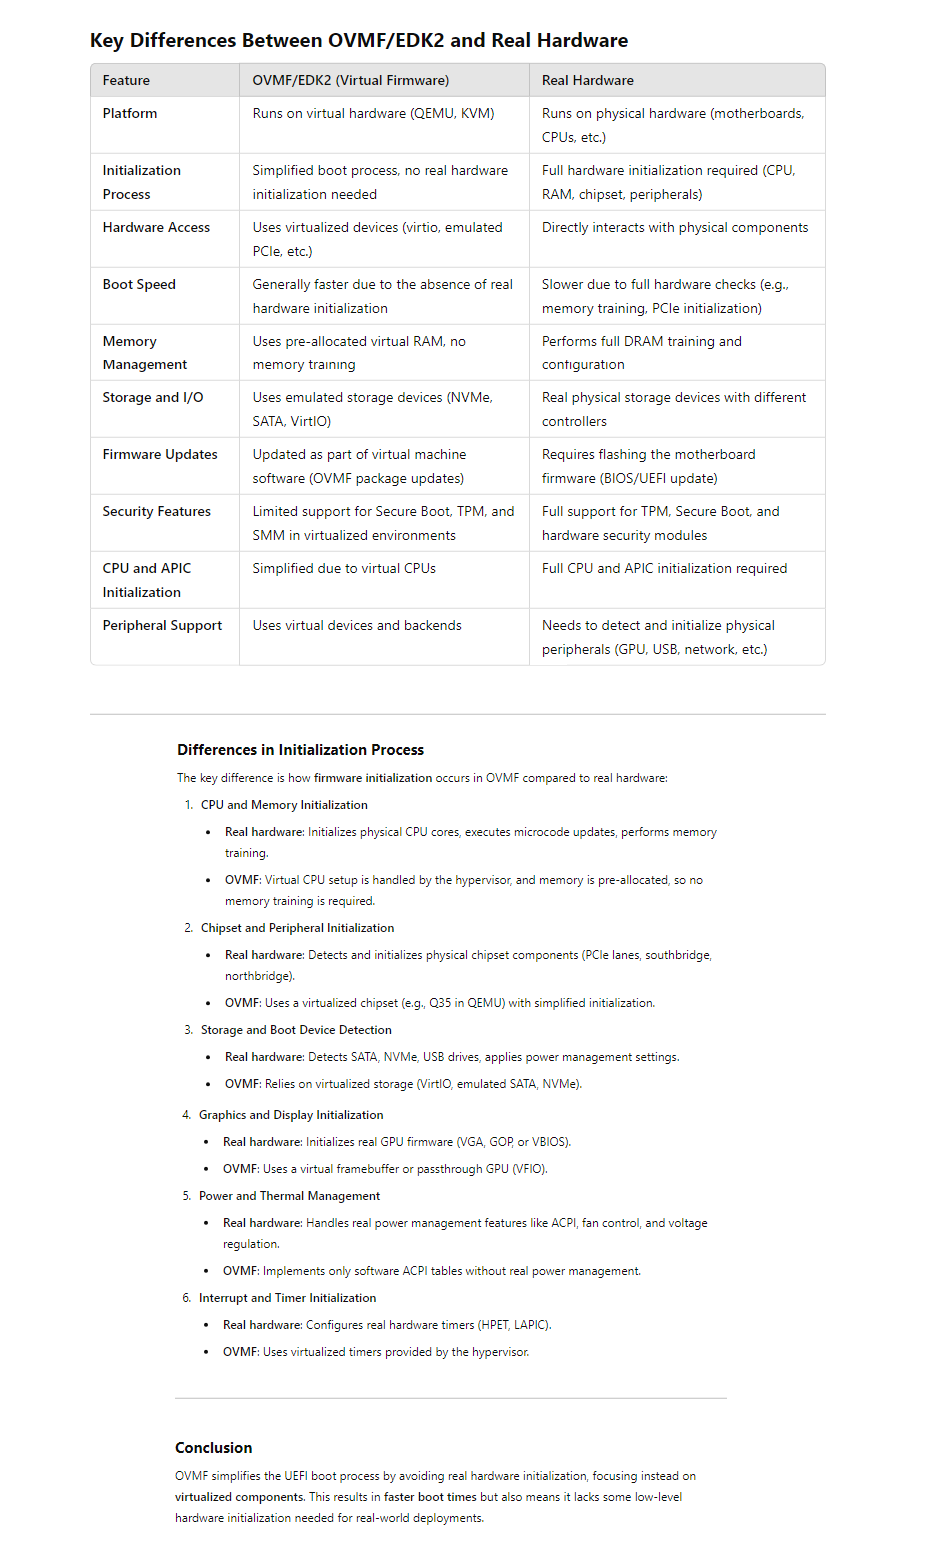 Key Differences Between OVMF/EDK2 and Real Hardware
Feature OVMF/EDK2 (Virtual Firmware) Real Hardware
Platform Runs on virtual hardware (QEMU, KVM) Runs on physical hardware (motherboards,
CPUs, etc.)
Initialization Simplified boot process, no real hardware Full hardware initialization required (CPU,
Process initialization needed RAM, chipset, peripherals)
Hardware Access Uses virtualized devices (virtio, emulated Directly interacts with physical components
PCIe, etc.)
Boot Speed Generally faster due to the absence of real Slower due to full hardware checks (e.g.,
hardware initialization memory training, PCIe initialization)
Memory Uses pre-allocated virtual RAM, no Performs full DRAM training and
Management memory training configuration
Storage and I/O Uses emulated storage devices (NVMe, Real physical storage devices with different
SATA, VirtIO) controllers
Firmware Updates Updated as part of virtual machine Requires flashing the motherboard
software (OVMF package updates) firmware (BIOS/UEFI update)
Security Features Limited support for Secure Boot, TPM, and Full support for TPM, Secure Boot, and
SMM in virtualized environments hardware security modules
CPU and APIC Simplified due to virtual CPUs Full CPU and APIC initialization required
Initialization
Peripheral Support Uses virtual devices and backends Needs to detect and initialize physical
peripherals (GPU, USB, network, etc.)
Differences in Initialization Process
The key difference is how firmware initialization occurs in OVMF compared to real hardware:
1. CPU and Memory Initialization
• Real hardware: Initializes physical CPU cores, executes microcode updates, performs memory
training.
• OVMF: Virtual CPU setup is handled by the hypervisor, and memory is pre-allocated, so no
memory training is required.
2. Chipset and Peripheral Initialization
• Real hardware: Detects and initializes physical chipset components (PCIe lanes, southbridge,
northbridge).
• OVMF: Uses a virtualized chipset (e.g., Q35 in QEMU) with simplified initialization.
3. Storage and Boot Device Detection
• Real hardware: Detects SATA, NVMe, USB drives, applies power management settings.
• OVMF: Relies on virtualized storage (VirtIO, emulated SATA, NVMe).
4. Graphics and Display Initialization
• Real hardware: Initializes real GPU firmware (VGA, GOP, or VBIOS).
• OVMF: Uses a virtual framebuffer or passthrough GPU (VFIO).
5. Power and Thermal Management
• Real hardware: Handles real power management features like ACPI, fan control, and voltage
regulation.
• OVMF: Implements only software ACPI tables without real power management.
6. Interrupt and Timer Initialization
• Real hardware: Configures real hardware timers (HPET, LAPIC).
• OVMF: Uses virtualized timers provided by the hypervisor.
Conclusion
OVMF simplifies the UEFI boot process by avoiding real hardware initialization, focusing instead on
virtualized components. This results in faster boot times but also means it lacks some low-level
hardware initialization needed for real-world deployments.